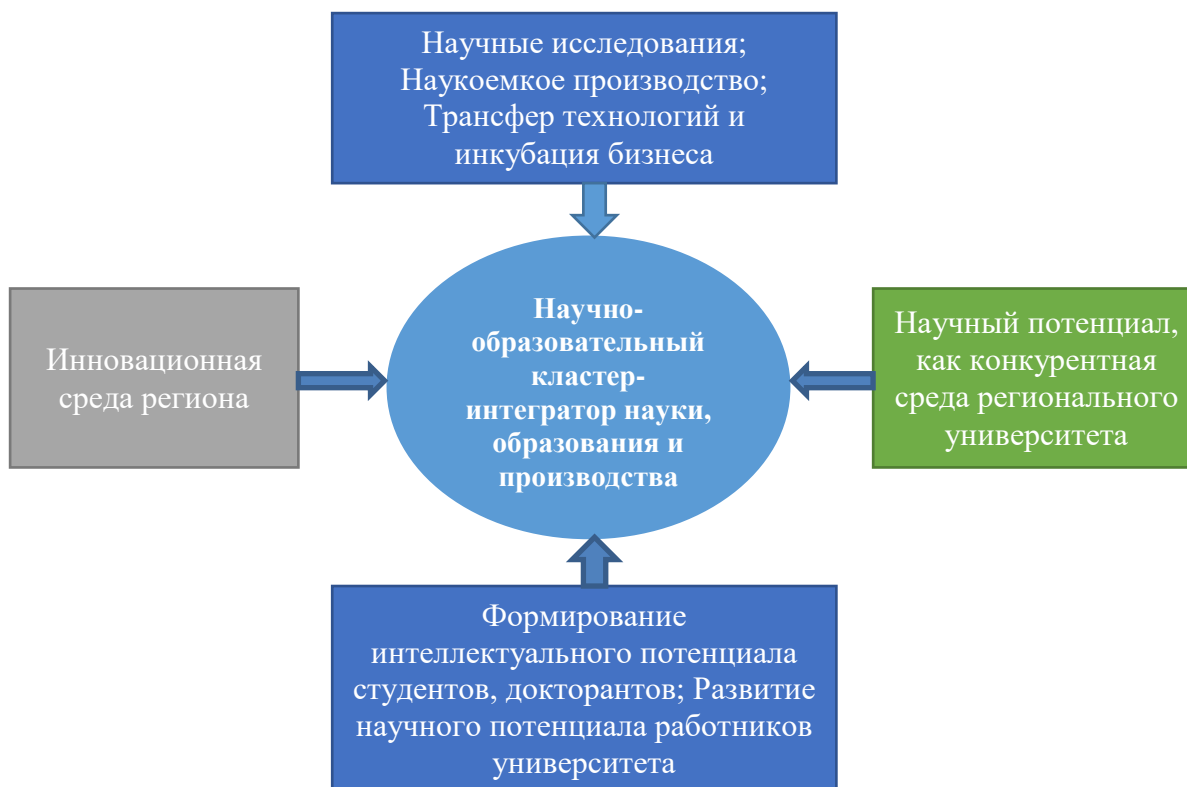 Научные исследования;
Наукоемкое производство;
Трансфер технологий и
инкубация бизнеса
Инновационная
среда региона
Научно-
образовательный
кластер-
интегратор науки,
образования и
производства
Научный потенциал,
как конкурентная
среда регионального
университета
Формирование
интеллектуального потенциала
студентов, докторантов; Развитие
научного потенциала работников
университета